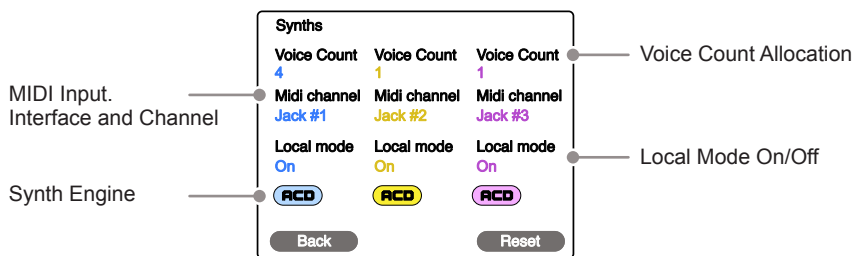 Synths
Voice Count Voice Count Voice Count
4 1 1
Voice Count Allocation
MIDI Input.
Interface and Channel
Midi channel Midi channel Midi channel
Jack #1 Jack #2 Jack #3
Local mode Local mode Local mode
On On On
Local Mode On/Off
Synth Engine
ACD ACD ACD
Back Reset